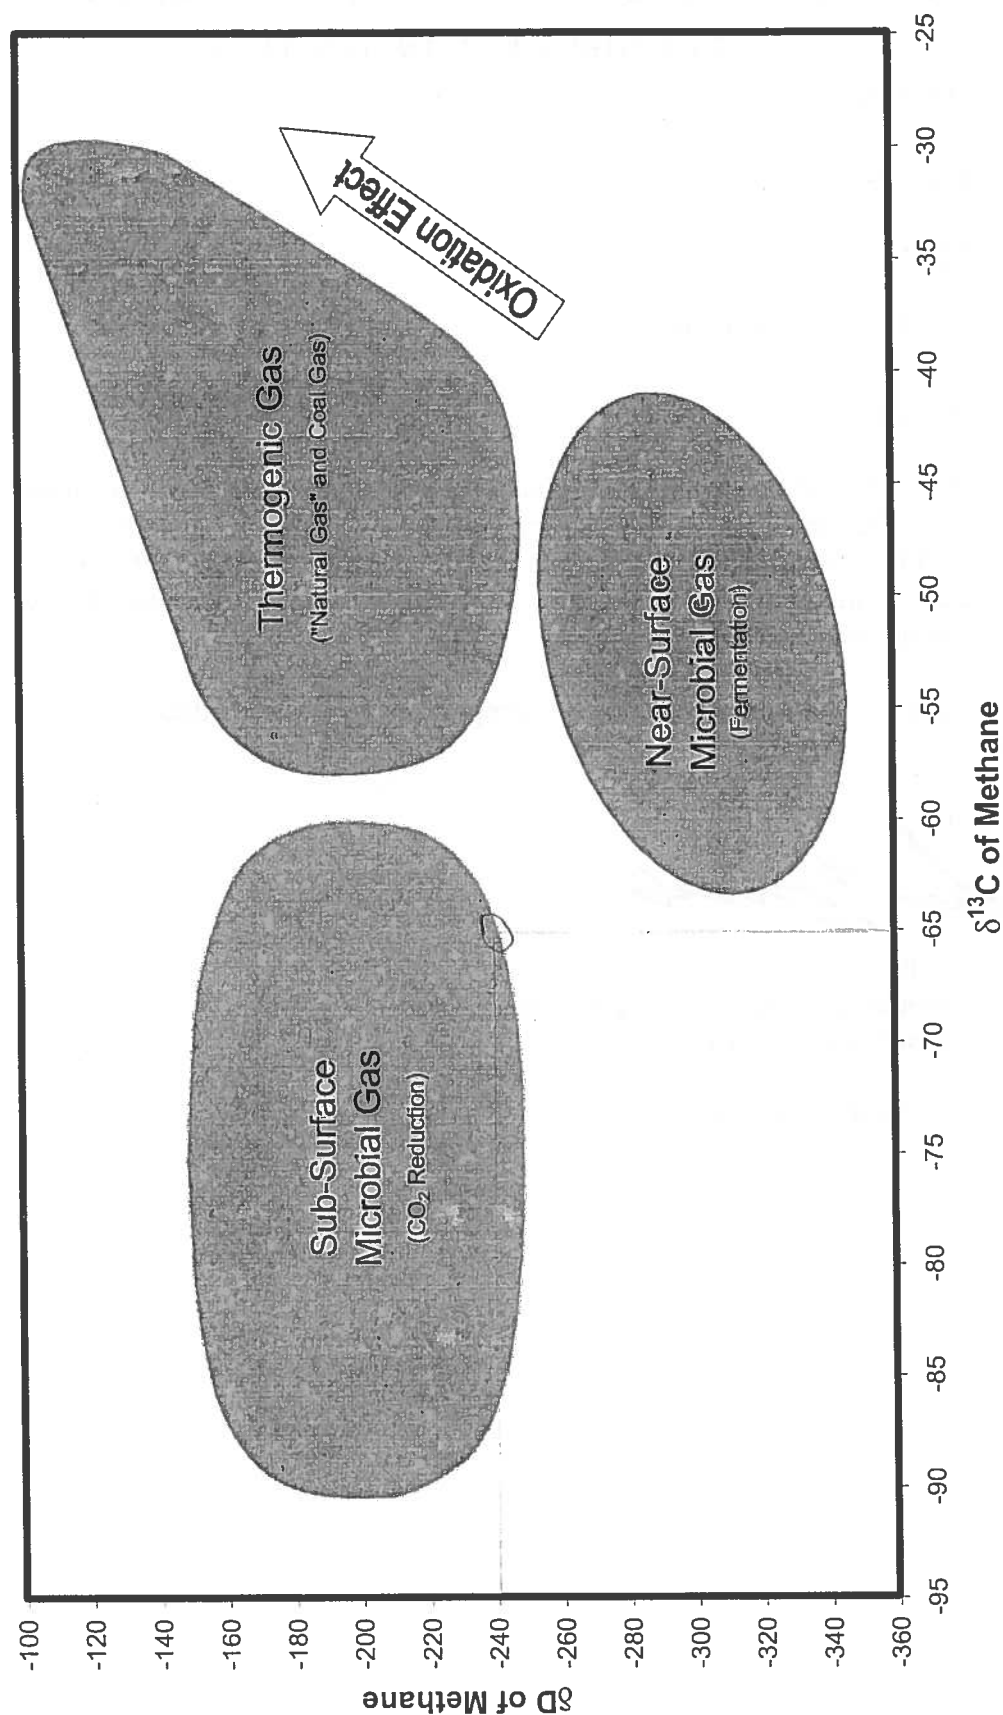 Thermogenic Gas
("Natural Gas" and Coal Gas)
Oxidation Effect
Sub-Surface
Microbial Gas
(CO₂ Reduction)
Near-Surface
Microbial Gas
(Fermentation)
δD of Methane
-100
-120
-140
-160
-180
-200
-220
-240
-260
-280
-300
-320
-340
-360
-95
-90
-85
-80
-75
-70
-65
-60
-55
-50
-45
-40
-35
-30
-25
δ¹³C of Methane